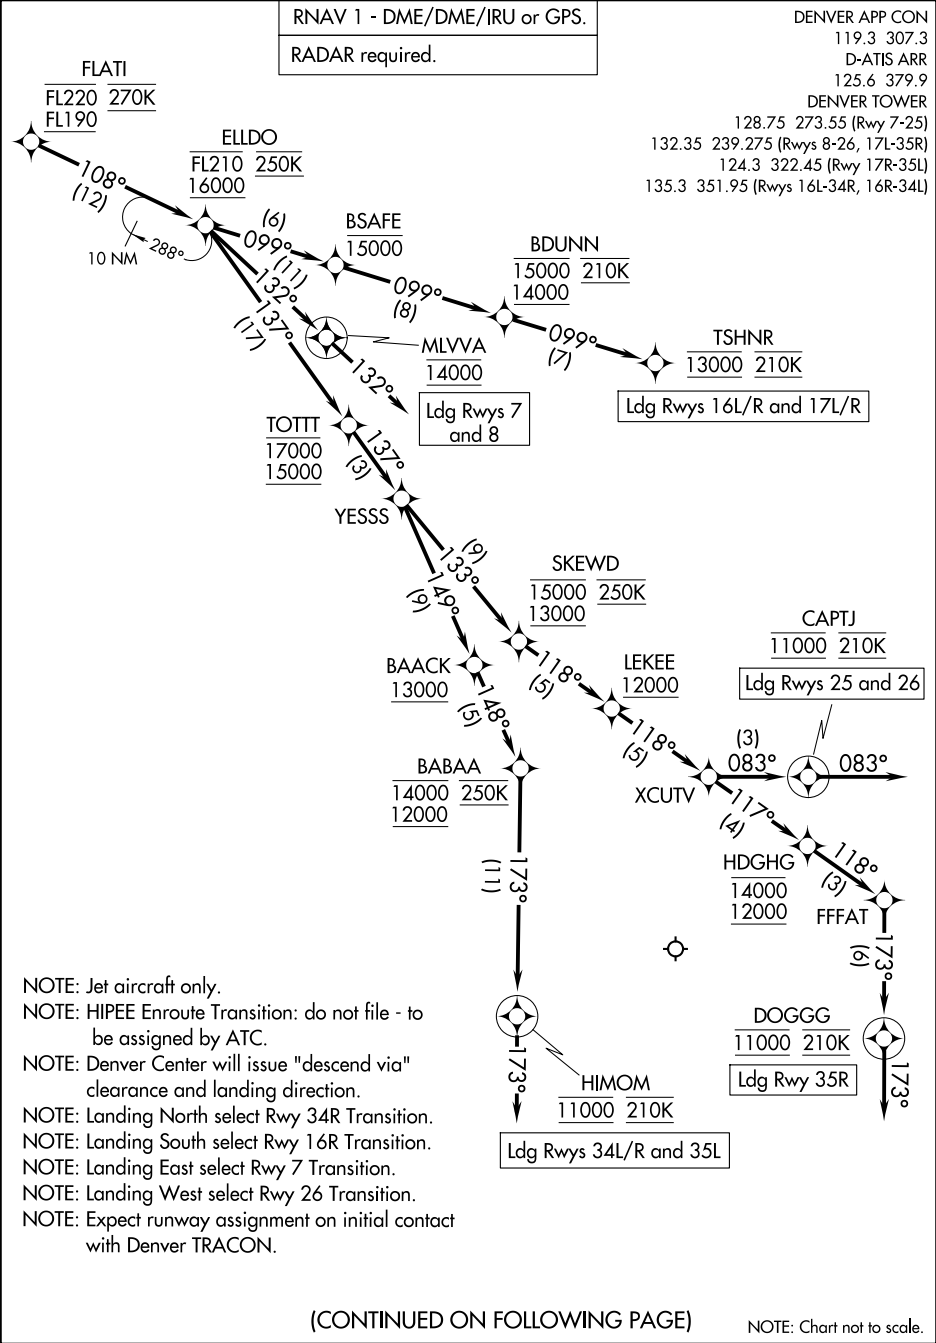 RNAV 1 - DME/DME/IRU or GPS.
RADAR required.
DENVER APP CON
119.3 307.3
D-ATIS ARR
125.6 379.9
DENVER TOWER
128.75 273.55 (Rwy 7-25)
132.35 239.275 (Rwys 8-26, 17L-35R)
124.3 322.45 (Rwy 17R-35L)
135.3 351.95 (Rwys 16L-34R, 16R-34L)
FLATI
FL220 270K
FL190
108°
(12)
ELLDO
FL210 250K
16000
10 NM
288°
(6)
099°
BSAFE
15000
099°
(8)
BDUNN
15000 210K
14000
099°
(7)
TSHNR
13000 210K
Ldg Rwys 16L/R and 17L/R
(11)
132°
MLVVA
14000
132°
Ldg Rwys 7
and 8
137°
(17)
TOTTT
17000
15000
137°
(3)
YESSS
(9)
133°
SKEWD
15000 250K
13000
149°
(9)
BAACK
13000
148°
(5)
118°
(5)
LEKEE
12000
118°
(5)
XCUTV
(3)
083°
CAPTJ
11000 210K
Ldg Rwys 25 and 26
083°
BABAA
14000 250K
12000
173°
(11)
117°
(4)
HDGHG
14000
12000
118°
(3)
FFFAT
173°
(6)
DOGGG
11000 210K
Ldg Rwy 35R
173°
173°
HIMOM
11000 210K
Ldg Rwys 34L/R and 35L
NOTE: Jet aircraft only.
NOTE: HIPEE Enroute Transition: do not file - to
be assigned by ATC.
NOTE: Denver Center will issue "descend via"
clearance and landing direction.
NOTE: Landing North select Rwy 34R Transition.
NOTE: Landing South select Rwy 16R Transition.
NOTE: Landing East select Rwy 7 Transition.
NOTE: Landing West select Rwy 26 Transition.
NOTE: Expect runway assignment on initial contact
with Denver TRACON.
(CONTINUED ON FOLLOWING PAGE)
NOTE: Chart not to scale.